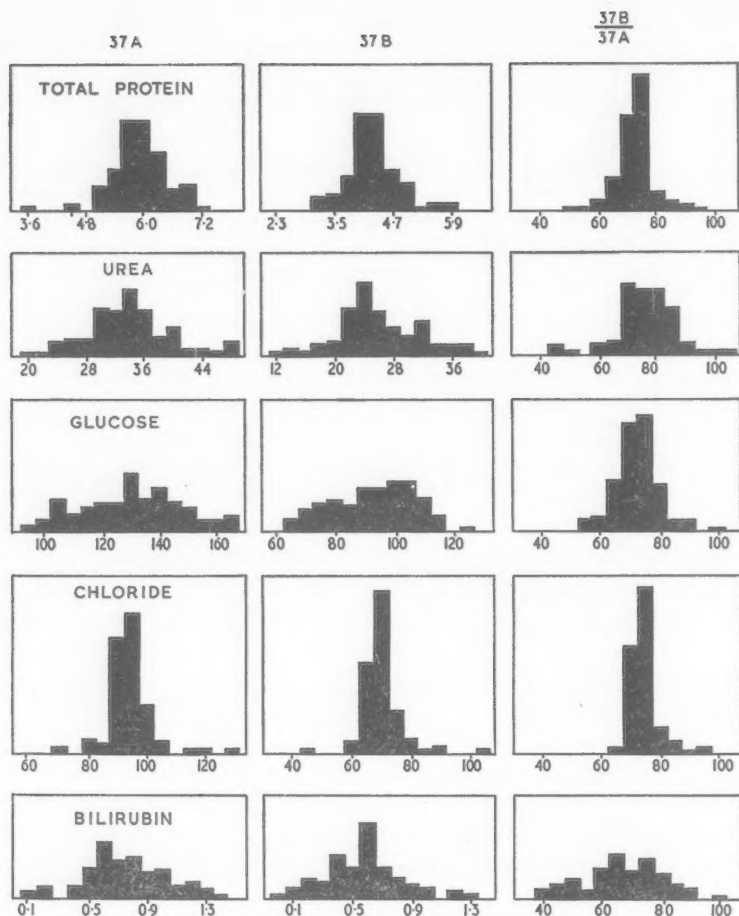 37A 37B 37B
37A
TOTAL PROTEIN
3·6 4·8 6·0 7·2 2·3 3·5 4·7 5·9 40 60 80 100
UREA
20 28 36 44 12 20 28 36 40 60 80 100
GLUCOSE
100 120 140 160 60 80 100 120 40 60 80 100
CHLORIDE
60 80 100 120 40 60 80 100 40 60 80 100
BILIRUBIN
0·1 0·5 0·9 1·3 0·1 0·5 0·9 1·3 40 60 80 100